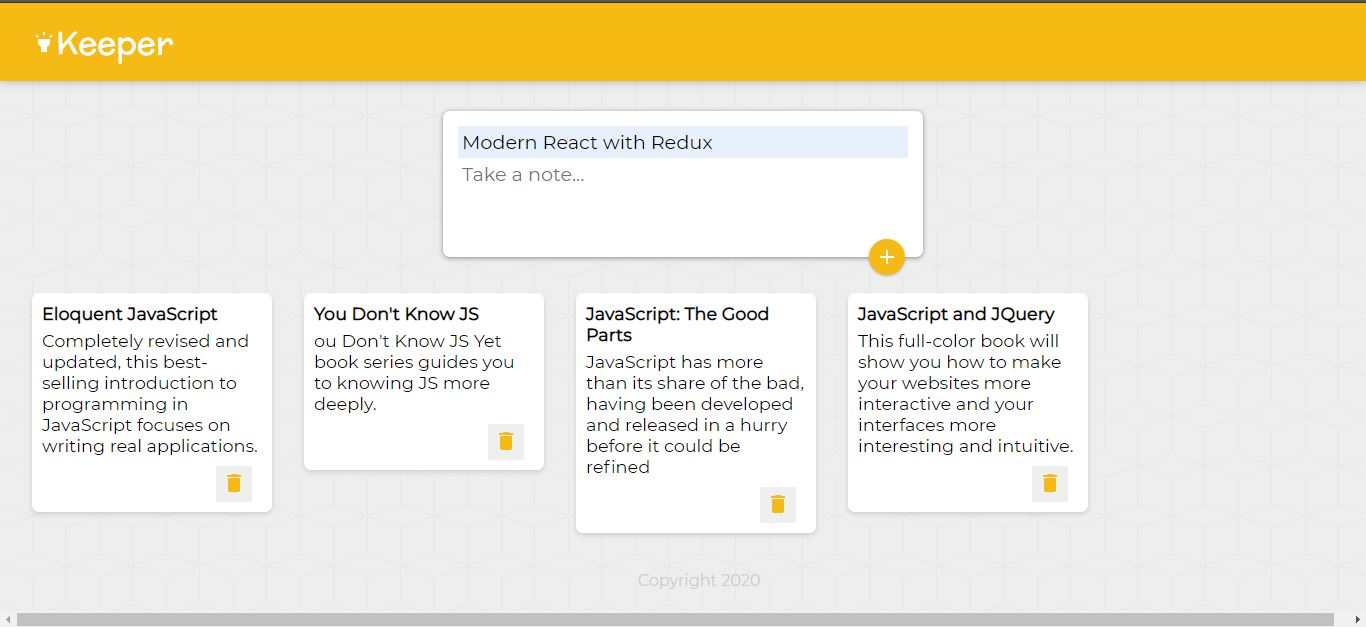 Keeper
Modern React with Redux
Take a note...
Eloquent JavaScript
Completely revised and
updated, this best-
selling introduction to
programming in
JavaScript focuses on
writing real applications.
You Don't Know JS
ou Don't Know JS Yet
book series guides you
to knowing JS more
deeply.
JavaScript: The Good
Parts
JavaScript has more
than its share of the bad,
having been developed
and released in a hurry
before it could be
refined
JavaScript and JQuery
This full-color book will
show you how to make
your websites more
interactive and your
interfaces more
interesting and intuitive.
Copyright 2020